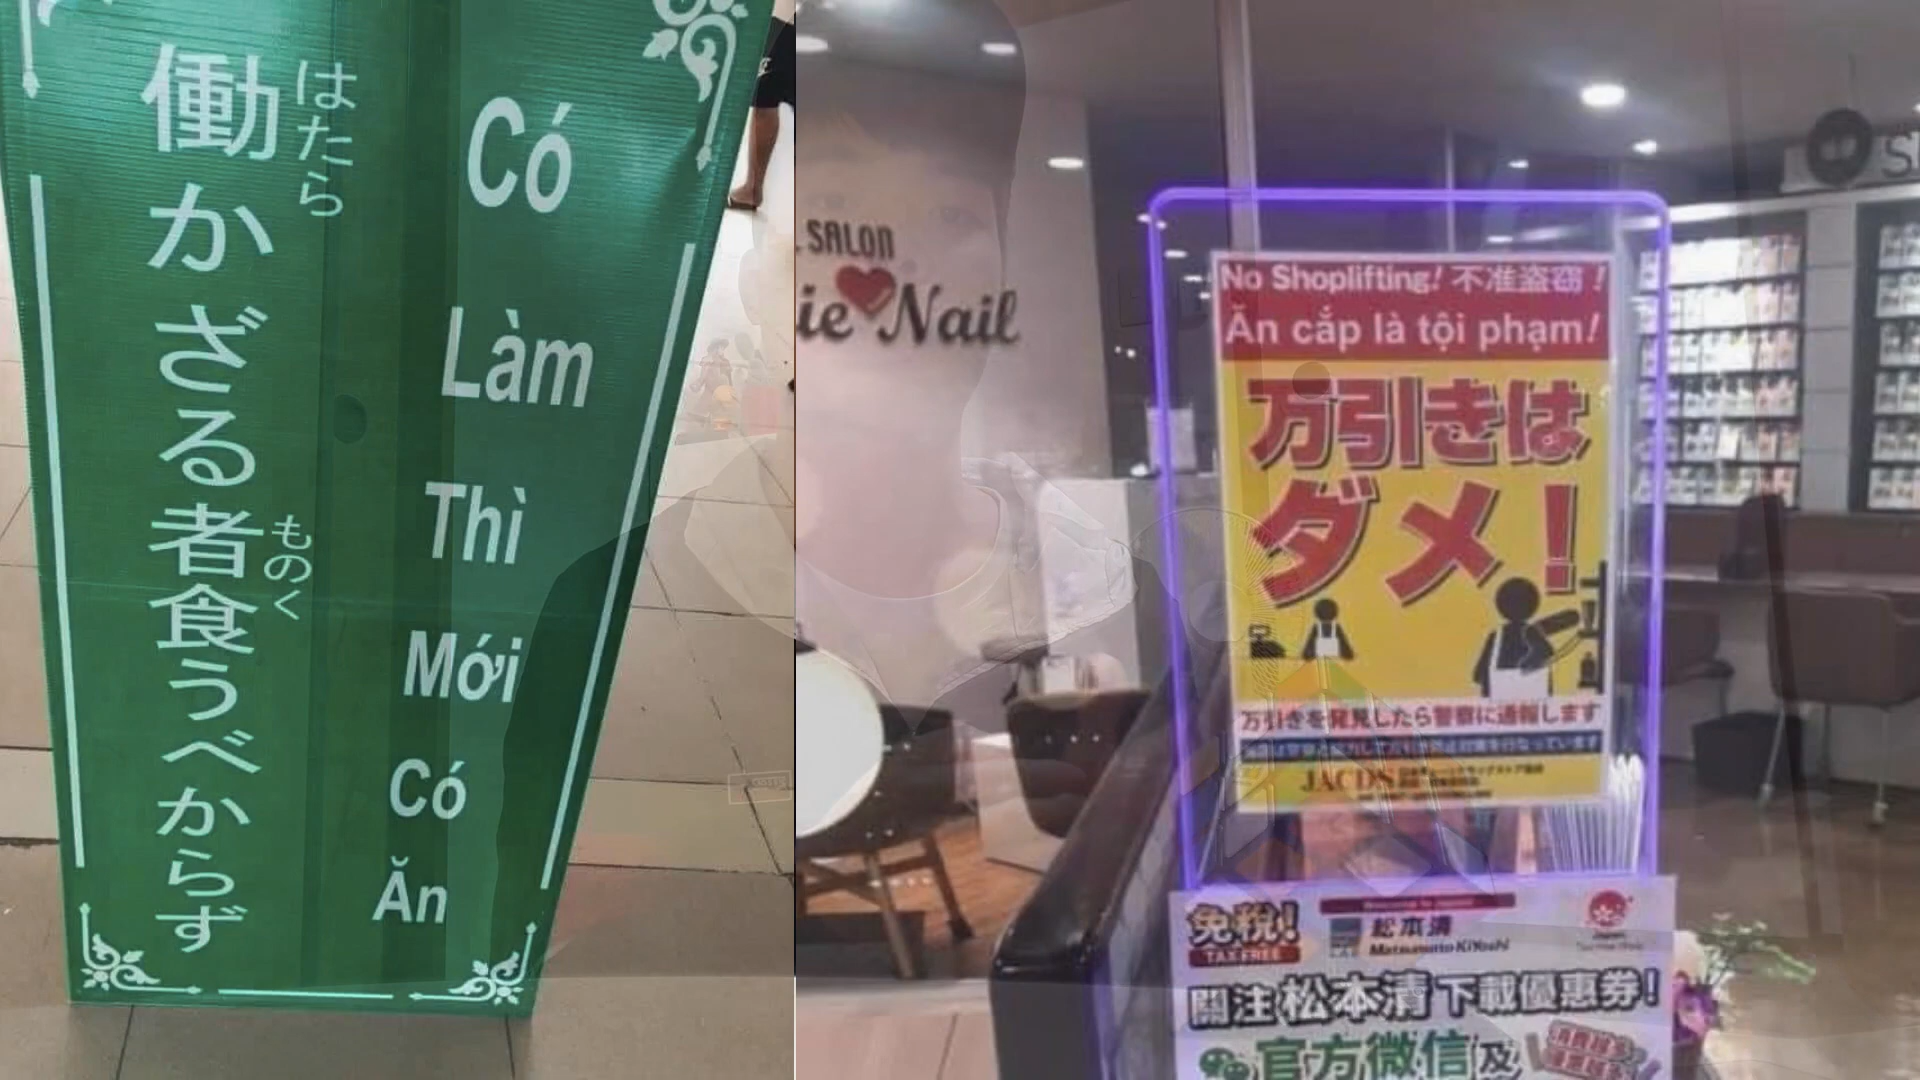 働かざる者食うべからず
はたら
ものく
Có
Làm
Thì
Mới
Có
Ăn
SALON
ie Nail
No Shoplifting! 不准盗窃!
Ăn cắp là tội phạm!
万引きは
ダメ!
万引きを発見したら警察に通報します
JACDS
免税!
TAX FREE
松本清
Matsumoto KiYoshi
Japan
關注松本清下載優惠券!
官方微信及